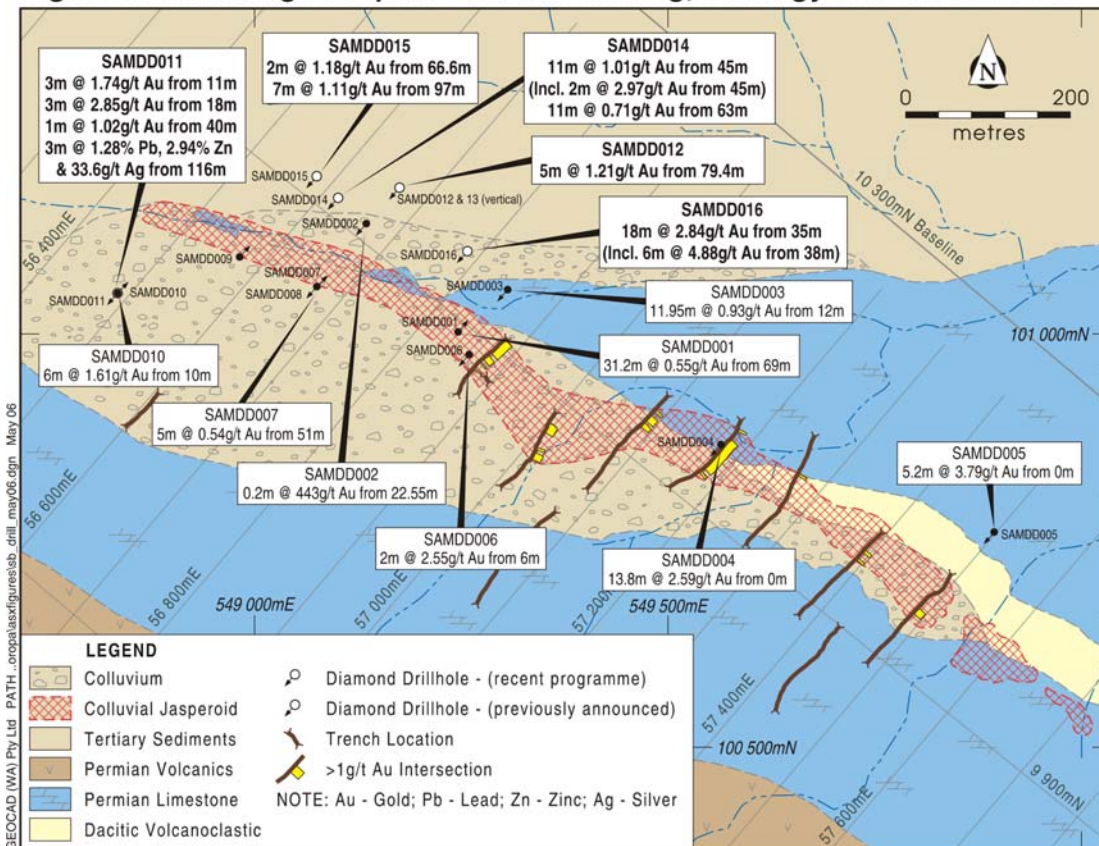 SAMDD011
3m @ 1.74g/t Au from 11m
3m @ 2.85g/t Au from 18m
1m @ 1.02g/t Au from 40m
3m @ 1.28% Pb, 2.94% Zn
& 33.6g/t Ag from 116m
SAMDD015
2m @ 1.18g/t Au from 66.6m
7m @ 1.11g/t Au from 97m
SAMDD014
11m @ 1.01g/t Au from 45m
(Incl. 2m @ 2.97g/t Au from 45m)
11m @ 0.71g/t Au from 63m
N
0 200
metres
SAMDD012
5m @ 1.21g/t Au from 79.4m
SAMDD016
18m @ 2.84g/t Au from 35m
(Incl. 6m @ 4.88g/t Au from 38m)
10 300mN Baseline
SAMDD015
SAMDD014
SAMDD012 & 13 (vertical)
SAMDD002
SAMDD016
56 400mE
SAMDD009
SAMDD007
SAMDD008
SAMDD003
SAMDD011
SAMDD010
SAMDD001
SAMDD006
SAMDD003
11.95m @ 0.93g/t Au from 12m
101 000mN
SAMDD001
31.2m @ 0.55g/t Au from 69m
SAMDD010
6m @ 1.61g/t Au from 10m
SAMDD007
5m @ 0.54g/t Au from 51m
SAMDD002
0.2m @ 443g/t Au from 22.55m
SAMDD006
2m @ 2.55g/t Au from 6m
SAMDD004
SAMDD004
13.8m @ 2.59g/t Au from 0m
SAMDD005
5.2m @ 3.79g/t Au from 0m
SAMDD005
56 600mE
56 800mE
549 000mE
57 000mE
57 200mE
549 500mE
57 400mE
100 500mN
57 600mE
9 900mN
LEGEND
Colluvium
Colluvial Jasperoid
Tertiary Sediments
Permian Volcanics
Permian Limestone
Dacitic Volcanoclastic
Diamond Drillhole - (recent programme)
Diamond Drillhole - (previously announced)
Trench Location
>1g/t Au Intersection
NOTE: Au - Gold; Pb - Lead; Zn - Zinc; Ag - Silver
GEOCAD (WA) Pty Ltd PATH ..oropa\asxfigures\sb_drill_may06.dgn May 06